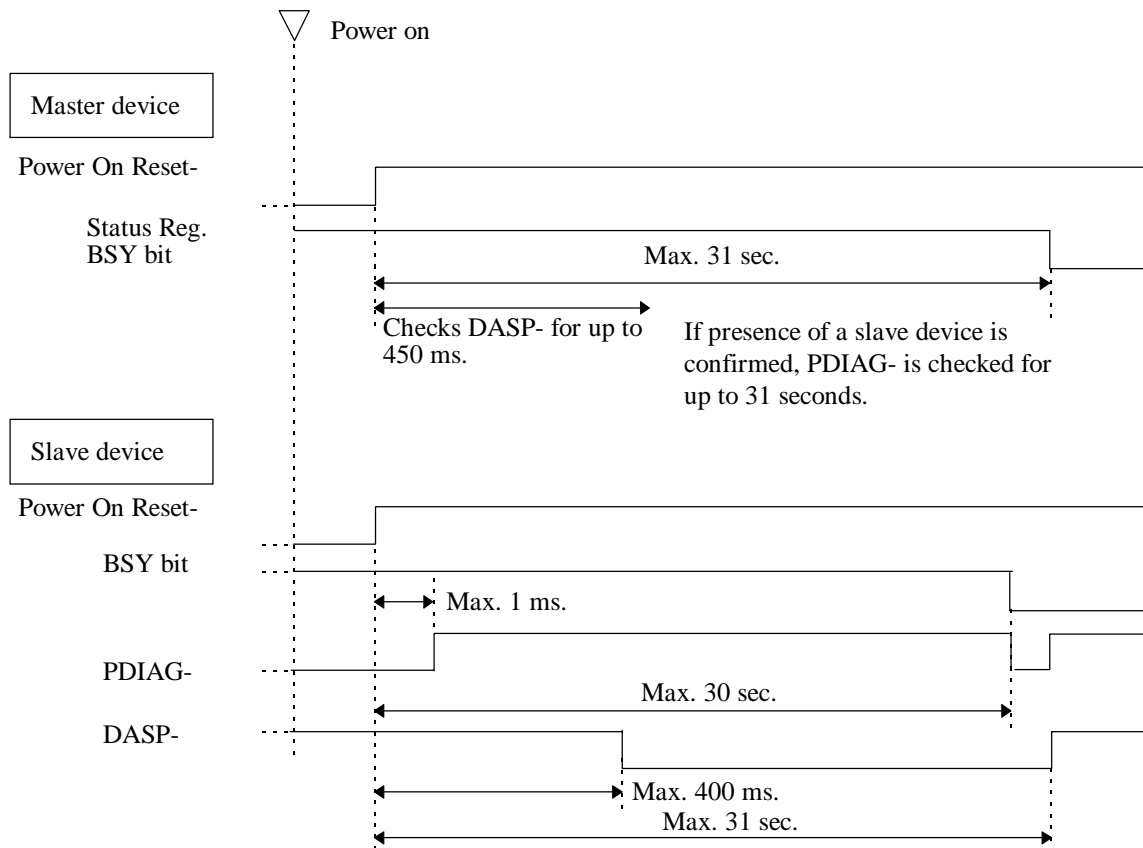 Power on
Master device
Power On Reset-
Status Reg.
BSY bit
Max. 31 sec.
Checks DASP- for up to
450 ms.
If presence of a slave device is
confirmed, PDIAG- is checked for
up to 31 seconds.
Slave device
Power On Reset-
BSY bit
Max. 1 ms.
PDIAG-
Max. 30 sec.
DASP-
Max. 400 ms.
Max. 31 sec.